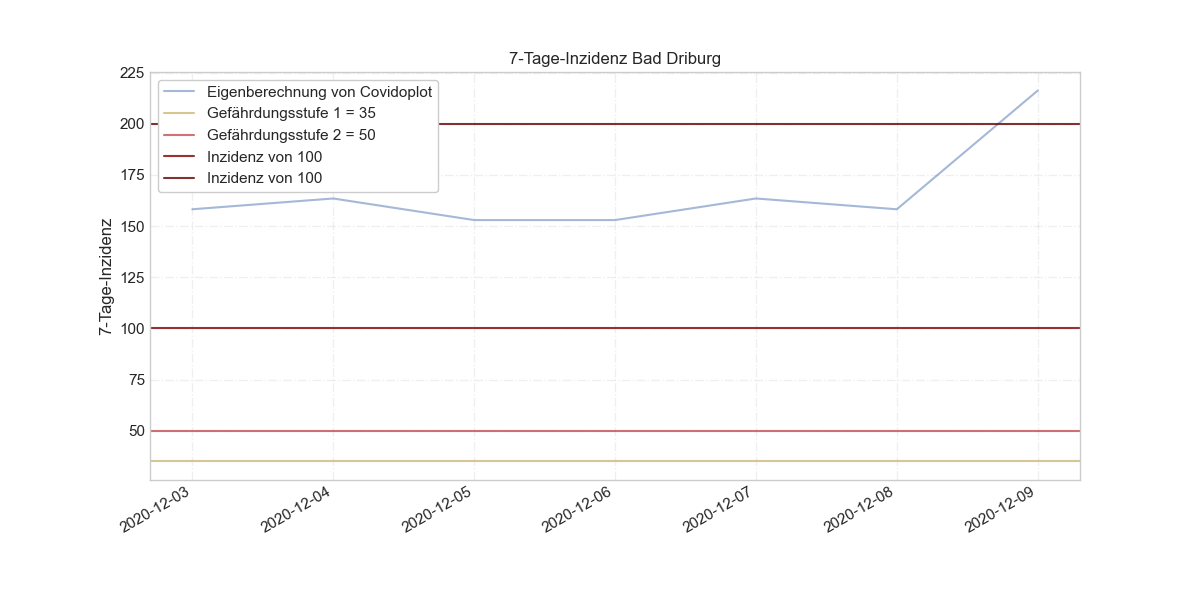 7-Tage-Inzidenz Bad Driburg
225
200
175
150
125
100
75
50
7-Tage-Inzidenz
Eigenberechnung von Covidoplot
Gefährdungsstufe 1 = 35
Gefährdungsstufe 2 = 50
Inzidenz von 100
Inzidenz von 100
2020-12-03
2020-12-04
2020-12-05
2020-12-06
2020-12-07
2020-12-08
2020-12-09